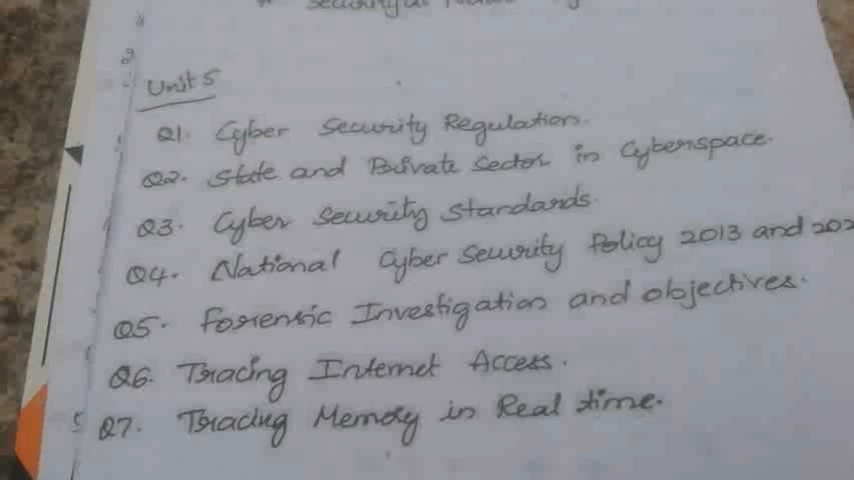 Unit 5
Q1. Cyber Security Regulation.
Q2. State and Private Sector in Cyberspace.
Q3. Cyber Security Standards.
Q4. National Cyber Security Policy 2013 and 202
Q5. Forensic Investigation and objectives.
Q6. Tracing Internet Access.
Q7. Tracing Memory in Real time.